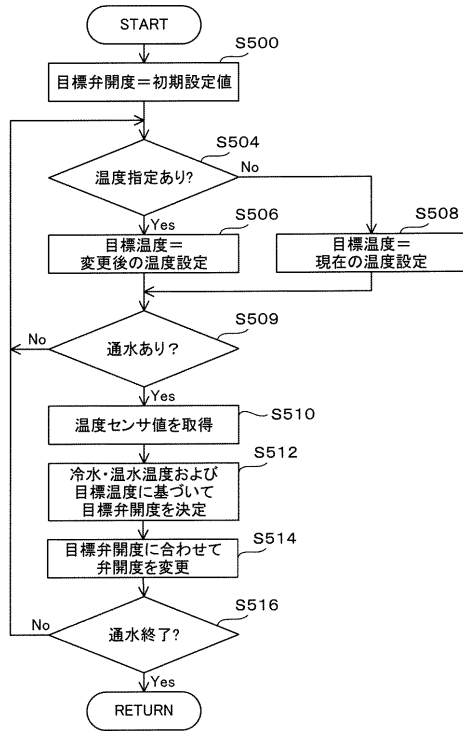 START
S500
目標弁開度=初期設定値
S504
温度指定あり?
No
Yes
S506
目標温度=
変更後の温度設定
S508
目標温度=
現在の温度設定
S509
通水あり?
No
Yes
温度センサ値を取得
S510
S512
冷水・温水温度および
目標温度に基づいて
目標弁開度を決定
S514
目標弁開度に合わせて
弁開度を変更
S516
通水終了?
No
Yes
RETURN